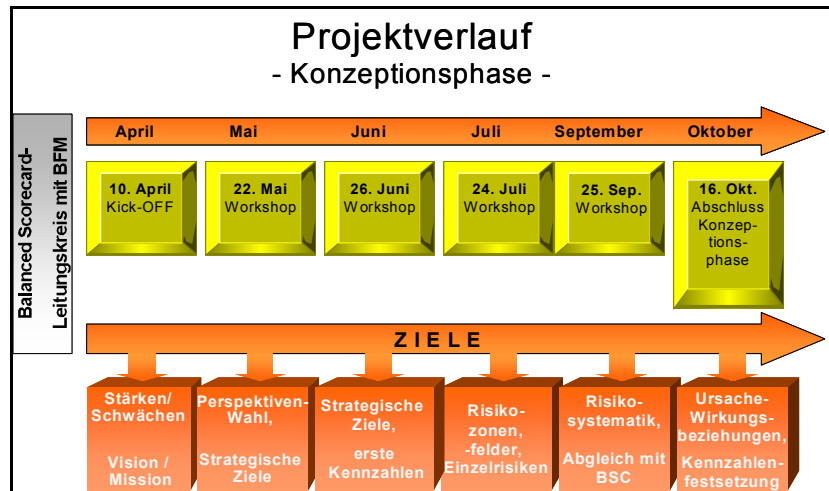 Projektverlauf
- Konzeptionsphase -
Balanced Scorecard-
Leitungskreis mit BFM
April Mai Juni Juli September Oktober
10. April
Kick-OFF
22. Mai
Workshop
26. Juni
Workshop
24. Juli
Workshop
25. Sep.
Workshop
16. Okt.
Abschluss
Konzep-
tions-
phase
ZIELE
Stärken/
Schwächen
Vision /
Mission
Perspektiven-
Wahl,
Strategische
Ziele
Strategische
Ziele,
erste
Kennzahlen
Risiko-
zonen,
-felder,
Einzelrisiken
Risiko-
systematik,
Abgleich mit
BSC
Ursache-
Wirkungs-
beziehungen,
Kennzahlen-
festsetzung